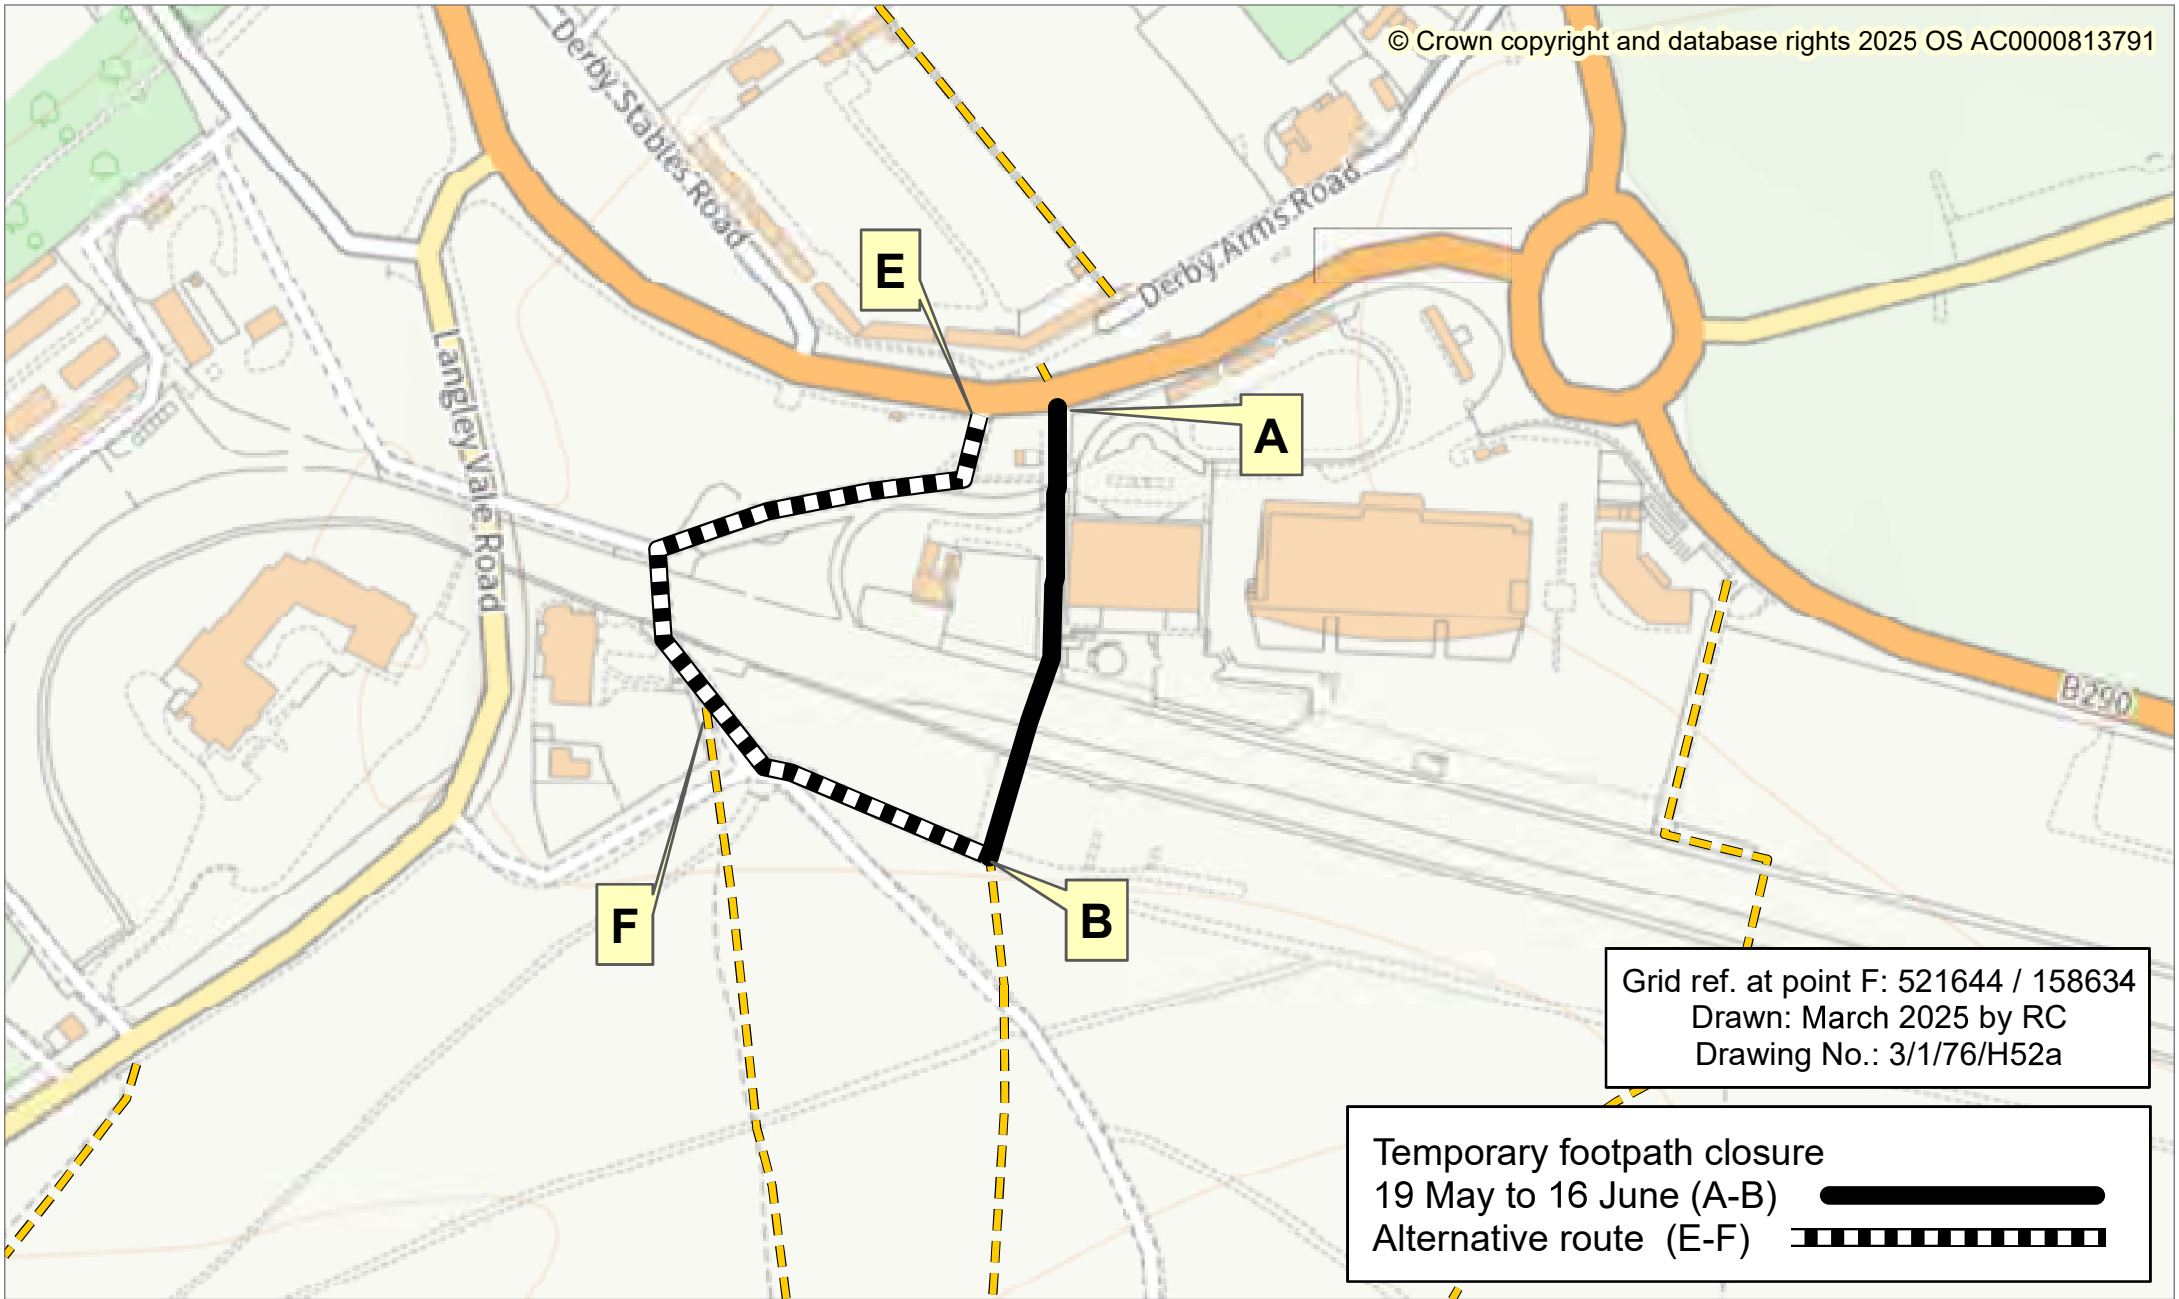 © Crown copyright and database rights 2025 OS AC0000813791
Derby Stables Road
Derby Arms Road
E
A
Langley Vale Road
B290
F
B
Grid ref. at point F: 521644 / 158634
Drawn: March 2025 by RC
Drawing No.: 3/1/76/H52a
Temporary footpath closure
19 May to 16 June (A-B)
Alternative route (E-F)